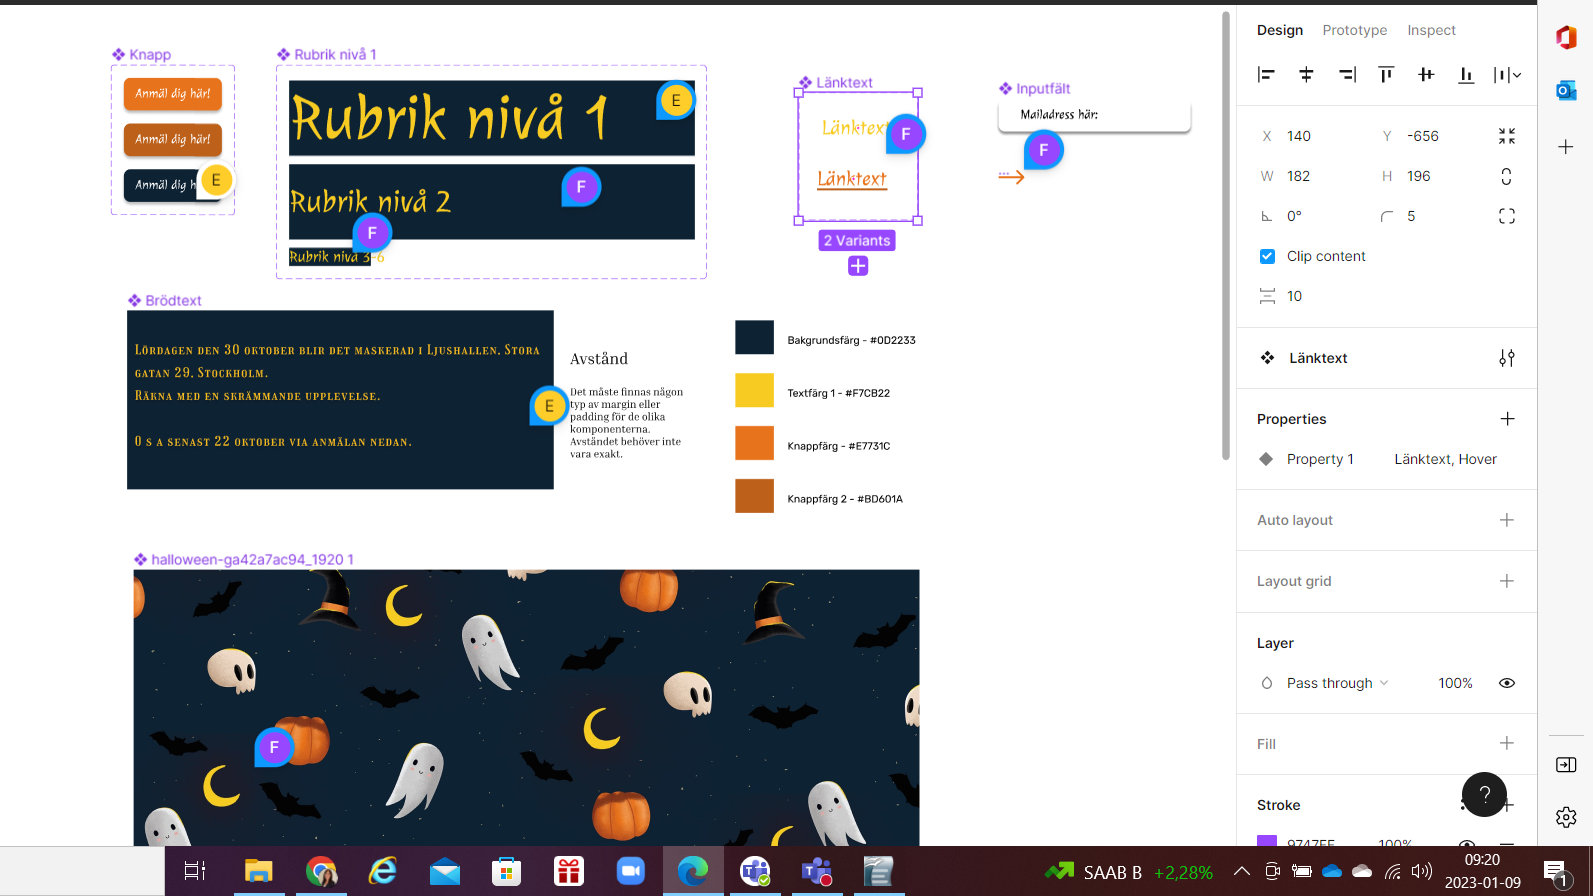 Knapp
Anmäl dig här!
Anmäl dig här!
Anmäl dig h
E
Rubrik nivå 1
Rubrik nivå 1
E
Rubrik nivå 2
F
F
Rubrik nivå 3-6
Länktext
Länktext
F
Länktext
2 Variants
Inputfält
Mailadress här:
F
Brödtext
Lördagen den 30 oktober blir det maskerad i Ljushallen, Stora
gatan 29, Stockholm.
Räkna med en skrämmande upplevelse.
O s a senast 22 oktober via anmälan nedan.
E
Avstånd
Det måste finnas någon
typ av margin eller
padding för de olika
komponenterna.
Avståndet behöver inte
vara exakt.
Bakgrundsfärg - #0D2233
Textfärg 1 - #F7CB22
Knappfärg - #E7731C
Knappfärg 2 - #BD601A
halloween-ga42a7ac94_1920 1
F
Design Prototype Inspect
X 140 Y -656
W 182 H 196
0° 5
Clip content
10
Länktext
Properties
Property 1 Länktext, Hover
Auto layout
Layout grid
Layer
Pass through 100%
Fill
?
Stroke
9747FF 100%
SAAB B +2,28%
09:20
2023-01-09
1